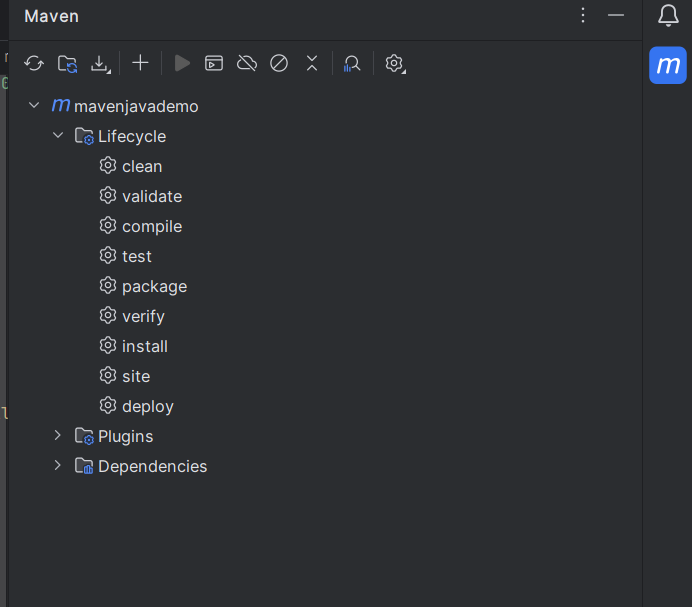 Maven
m
m mavenjavademo
Lifecycle
clean
validate
compile
test
package
verify
install
site
deploy
Plugins
Dependencies